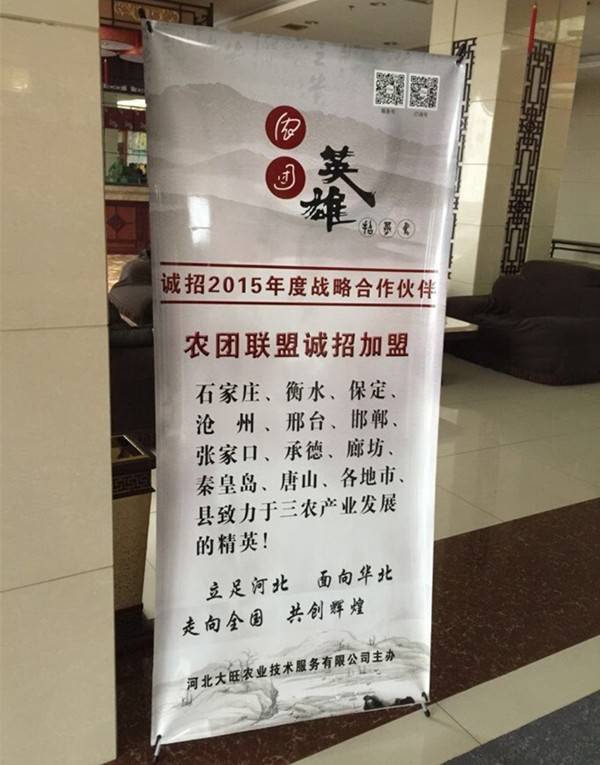 农团
英雄
诚招2015年度战略合作伙伴
农团联盟诚招加盟
石家庄、衡水、保定、
沧州、邢台、邯郸、
张家口、承德、廊坊、
秦皇岛、唐山、各地市、
县致力于三农产业发展
的精英!
立足河北 面向华北
走向全国 共创辉煌
河北大旺农业技术服务有限公司主办